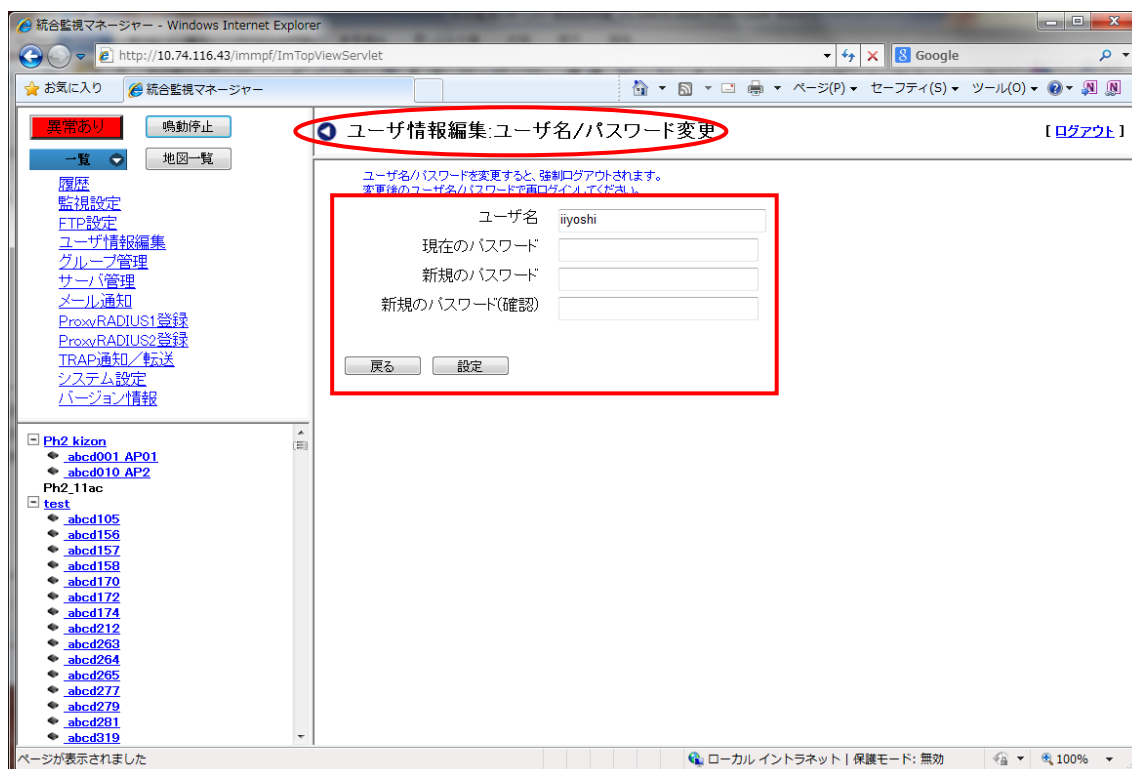 統合監視マネージャー - Windows Internet Explorer
http://10.74.116.43/immpf/ImTopViewServlet
Google
お気に入り
統合監視マネージャー
ページ(P)
セーフティ(S)
ツール(O)
異常あり
鳴動停止
一覧
地図一覧
ユーザ情報編集:ユーザ名/パスワード変更
[ ログアウト ]
履歴
監視設定
FTP設定
ユーザ情報編集
グループ管理
サーバ管理
メール通知
ProxyRADIUS1登録
ProxyRADIUS2登録
TRAP通知／転送
システム設定
バージョン情報
ユーザ名/パスワードを変更すると、強制ログアウトされます。
変更後のユーザ名/パスワードで再ログインしてください。
ユーザ名 iiyoshi
現在のパスワード
新規のパスワード
新規のパスワード(確認)
戻る
設定
Ph2 kizon
abcd001 AP01
abcd010 AP2
Ph2_11ac
test
abcd105
abcd156
abcd157
abcd158
abcd170
abcd172
abcd174
abcd212
abcd263
abcd264
abcd265
abcd277
abcd279
abcd281
abcd319
ページが表示されました
ローカル イントラネット | 保護モード: 無効
100%